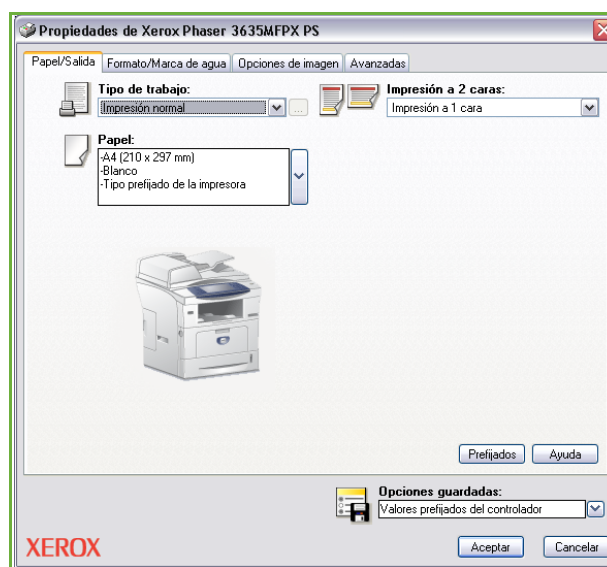 Propiedades de Xerox Phaser 3635MFPX PS
Papel/Salida Formato/Marca de agua Opciones de imagen Avanzadas
Tipo de trabajo:
Impresión normal
...
Impresión a 2 caras:
Impresión a 1 cara
Papel:
-A4 (210 x 297 mm)
-Blanco
-Tipo prefijado de la impresora
Prefijados Ayuda
Opciones guardadas:
Valores prefijados del controlador
XEROX
Aceptar Cancelar